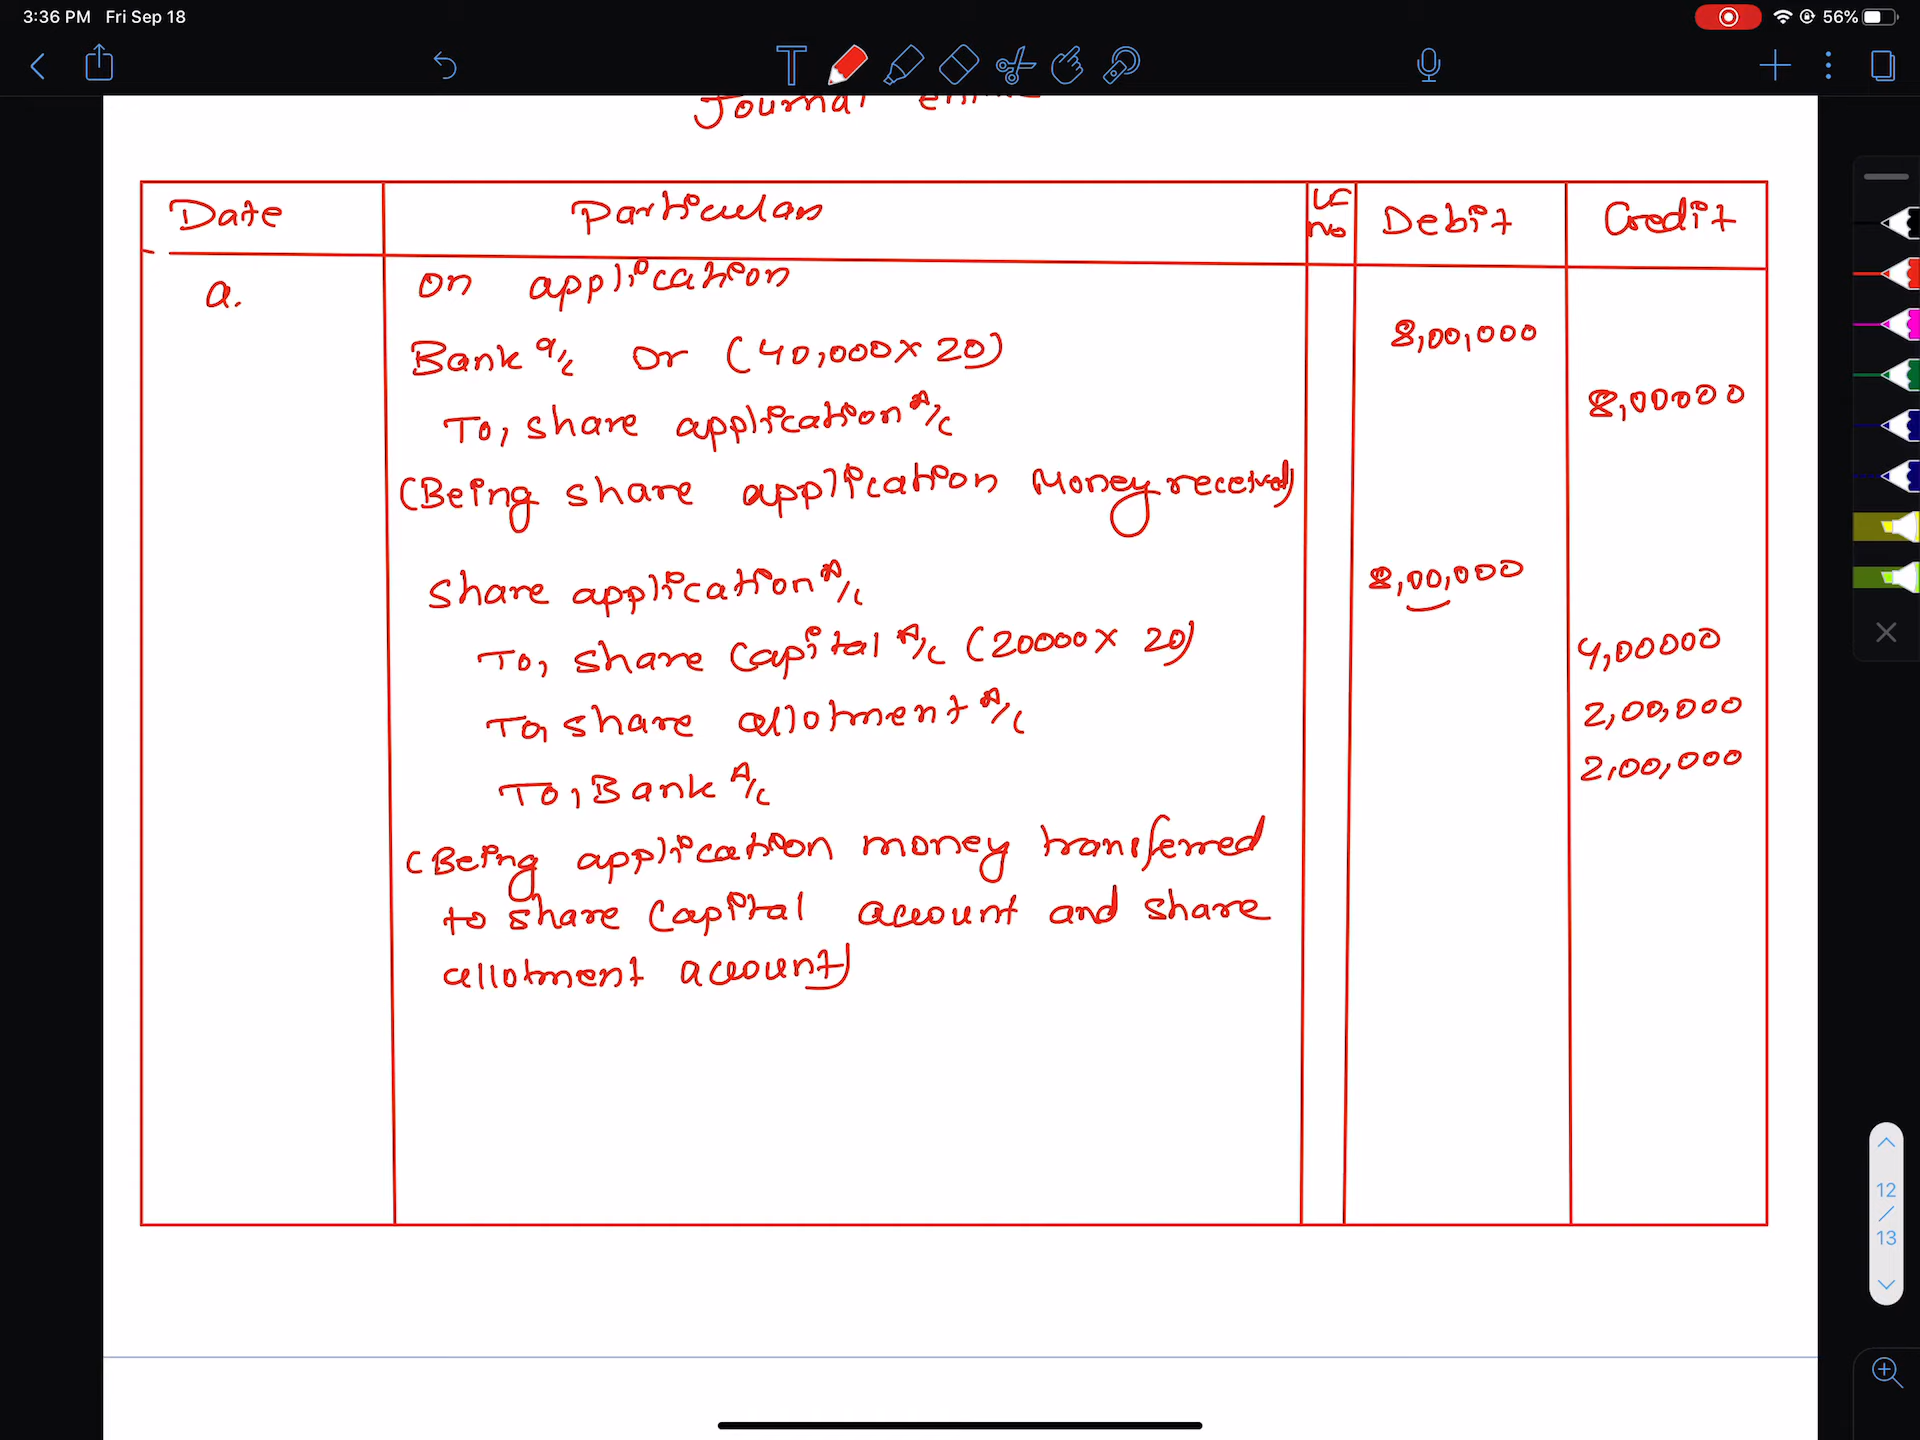 3:36 PM Fri Sep 18
56%
Journal
Date Particulars LF no Debit Credit
a. on application
Bank a/c Dr (40,000x 20) 8,00,000
To, share application A/c 8,00000
(Being share application Money received)
Share application A/c 8,00,000
To, share capital A/c (20000x 20) 4,00000
To, share allotment A/c 2,00,000
To, Bank A/c 2,00,000
(Being application money transferred
to share capital account and share
allotment account)
12
/
13